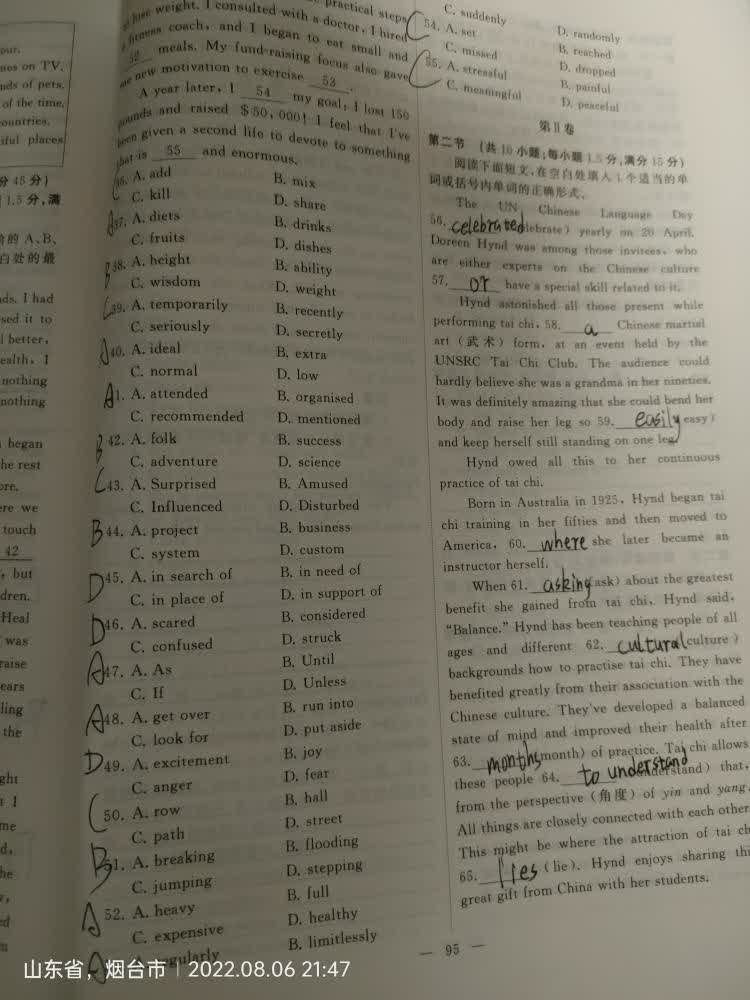 our.
nes on TV.
nds of pets.
of the time.
countries.
iful places
分 45 分)
1.5 分,满
的 A、B、
白处的最
ds. I had
sed it to
l better,
ealth, I
nothing
nothing
began
he rest
ore.
ere we
touch
42
, but
dren.
Heal
was
raise
ears
ling
the
ght
t I
me
d,
he
ed
practical steps
lose weight. I consulted with a doctor, I hired
fitness coach, and I began to eat small and
52 meals. My fund-raising focus also gave
me new motivation to exercise 53 .
A year later, I 54 my goal; I lost 150
pounds and raised $50,000! I feel that I've
been given a second life to devote to something
that is 55 and enormous.
36. A. add B. mix
C. kill D. share
A 37. A. diets B. drinks
C. fruits D. dishes
B 38. A. height B. ability
C. wisdom D. weight
C 39. A. temporarily B. recently
C. seriously D. secretly
A 40. A. ideal B. extra
C. normal D. low
A 41. A. attended B. organised
C. recommended D. mentioned
B 42. A. folk B. success
C. adventure D. science
C 43. A. Surprised B. Amused
C. Influenced D. Disturbed
B 44. A. project B. business
C. system D. custom
D 45. A. in search of B. in need of
C. in place of D. in support of
D 46. A. scared B. considered
C. confused D. struck
A 47. A. As B. Until
C. If D. Unless
A 48. A. get over B. run into
C. look for D. put aside
D 49. A. excitement B. joy
C. anger D. fear
C 50. A. row B. hall
C. path D. street
B 51. A. breaking B. flooding
C. jumping D. stepping
A 52. A. heavy B. full
C. expensive D. healthy
A regularly B. limitlessly
C. suddenly D. randomly
C 54. A. set B. reached
C. missed D. dropped
C 55. A. stressful B. painful
C. meaningful D. peaceful
第Ⅱ卷
第二节 (共 10 小题;每小题 1.5 分,满分 15 分)
阅读下面短文,在空白处填入 1 个适当的单
词或括号内单词的正确形式。
The UN Chinese Language Day
56. celebrated lebrate) yearly on 20 April.
Doreen Hynd was among those invitees, who
are either experts on the Chinese culture
57. or have a special skill related to it.
Hynd astonished all those present while
performing tai chi, 58. a Chinese martial
art (武术) form, at an event held by the
UNSRC Tai Chi Club. The audience could
hardly believe she was a grandma in her nineties.
It was definitely amazing that she could bend her
body and raise her leg so 59. easily easy)
and keep herself still standing on one leg.
Hynd owed all this to her continuous
practice of tai chi.
Born in Australia in 1925, Hynd began tai
chi training in her fifties and then moved to
America, 60. where she later became an
instructor herself.
When 61. asking (ask) about the greatest
benefit she gained from tai chi, Hynd said,
"Balance." Hynd has been teaching people of all
ages and different 62. cultural culture)
backgrounds how to practise tai chi. They have
benefited greatly from their association with the
Chinese culture. They've developed a balanced
state of mind and improved their health after
63. months month) of practice. Tai chi allows
these people 64. to understand erstand) that,
from the perspective (角度) of yin and yang,
All things are closely connected with each other.
This might be where the attraction of tai ch
65. lies (lie). Hynd enjoys sharing thi
great gift from China with her students.
— 95 —
山东省,烟台市 | 2022.08.06 21:47